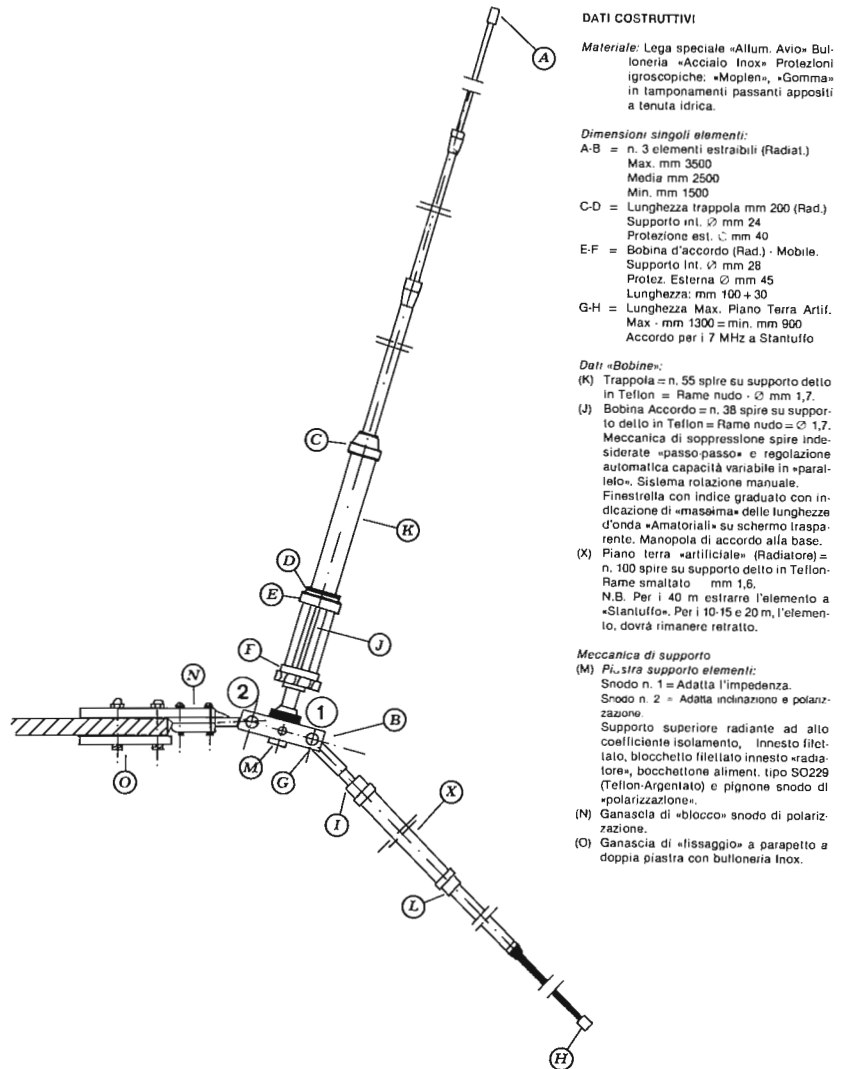 DATI COSTRUTTIVI
Materiale: Lega speciale «Allum. Avio» Bul-
loneria «Acciaio Inox» Protezioni
igroscopiche: «Moplen», «Gomma»
in tamponamenti passanti appositi
a tenuta idrica.
Dimensioni singoli elementi:
A-B = n. 3 elementi estraibili (Radiat.)
Max. mm 3500
Media mm 2500
Min. mm 1500
C-D = Lunghezza trappola mm 200 (Rad.)
Supporto int. Ø mm 24
Protezione est. mm 40
E-F = Bobina d'accordo (Rad.) - Mobile.
Supporto Int. Ø mm 28
Protez. Esterna Ø mm 45
Lunghezza: mm 100 + 30
G-H = Lunghezza Max. Piano Terra Artif.
Max - mm 1300 = min. mm 900
Accordo per i 7 MHz a Stantuffo
Dati «Bobine»:
(K) Trappola = n. 55 spire su supporto detto
in Teflon = Rame nudo - Ø mm 1,7.
(J) Bobina Accordo = n. 38 spire su suppor-
to detto in Teflon = Rame nudo = Ø 1,7.
Meccanica di soppressione spire inde-
siderate «passo-passo» e regolazione
automatica capacità variabile in «paral-
lelo». Sistema rotazione manuale.
Finestrella con indice graduato con in-
dicazione di «massima» delle lunghezze
d'onda «Amatoriali» su schermo traspa-
rente. Manopola di accordo alla base.
(X) Piano terra «artificiale» (Radiatore) =
n. 100 spire su supporto detto in Teflon-
Rame smaltato mm 1,6.
N.B. Per i 40 m estrarre l'elemento a
«Stantuffo». Per i 10-15 e 20 m, l'elemen-
to, dovrà rimanere retratto.
Meccanica di supporto
(M) Piastra supporto elementi:
Snodo n. 1 = Adatta l'impedenza.
Snodo n. 2 = Adatta inclinazione e polariz-
zazione.
Supporto superiore radiante ad alto
coefficiente isolamento, Innesto filet-
tato, blocchetto filettato innesto «radia-
tore», bocchettone aliment. tipo SO229
(Teflon-Argentato) e pignone snodo di
«polarizzazione».
(N) Ganascia di «blocco» snodo di polariz-
zazione.
(O) Ganascia di «fissaggio» a parapetto a
doppia piastra con bulloneria Inox.
A
C
K
D
E
J
F
N
2
1
B
O
M
G
I
X
L
H